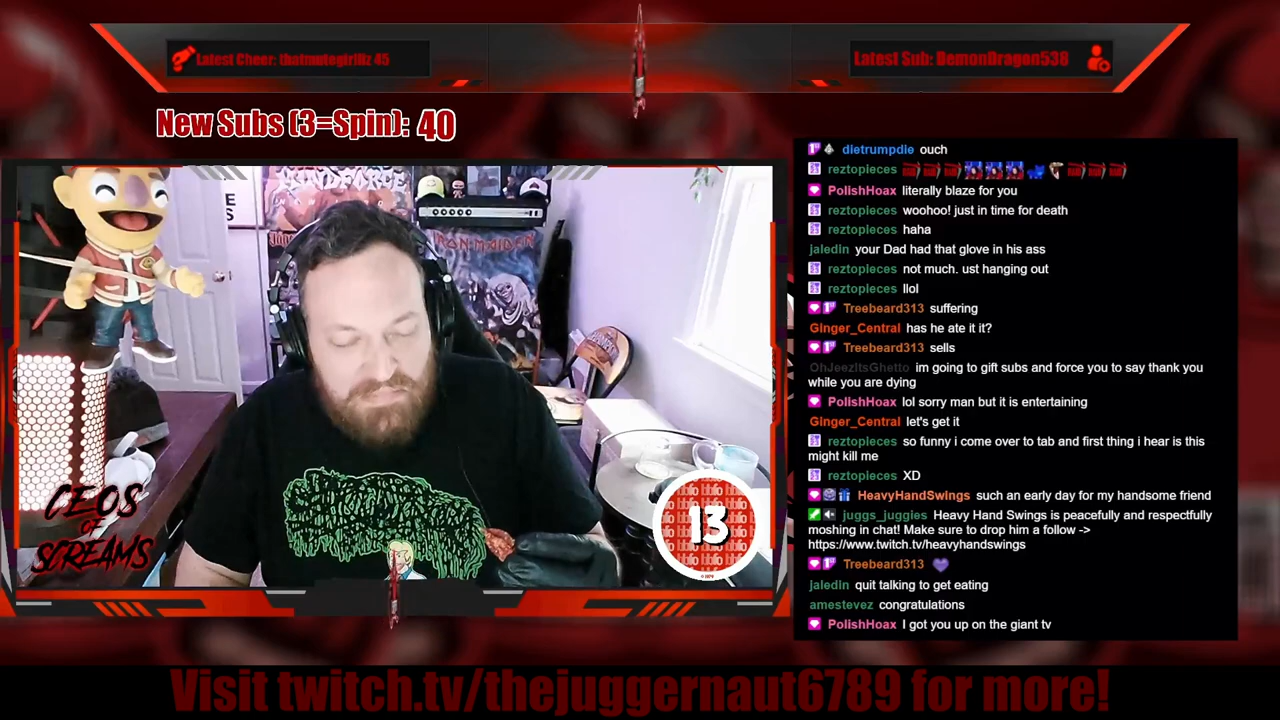 Latest Cheer: thatmutegirlliz 45
Latest Sub: DemonDragon538
New Subs (3=Spin): 40
dietrumpdie ouch
reztopieces
PolishHoax literally blaze for you
reztopieces woohoo! just in time for death
reztopieces haha
jaledin your Dad had that glove in his ass
reztopieces not much. ust hanging out
reztopieces llol
Treebeard313 suffering
Ginger_Central has he ate it it?
Treebeard313 sells
OhJeezItsGhetto im going to gift subs and force you to say thank you
while you are dying
PolishHoax lol sorry man but it is entertaining
Ginger_Central let's get it
reztopieces so funny i come over to tab and first thing i hear is this
might kill me
reztopieces XD
HeavyHandSwings such an early day for my handsome friend
juggs_juggies Heavy Hand Swings is peacefully and respectfully
moshing in chat! Make sure to drop him a follow ->
https://www.twitch.tv/heavyhandswings
Treebeard313
jaledin quit talking to get eating
amestevez congratulations
PolishHoax I got you up on the giant tv
MINDFORCE
IRON MAIDEN
CEOS
OF
SCREAMS
13
Visit twitch.tv/thejuggernaut6789 for more!